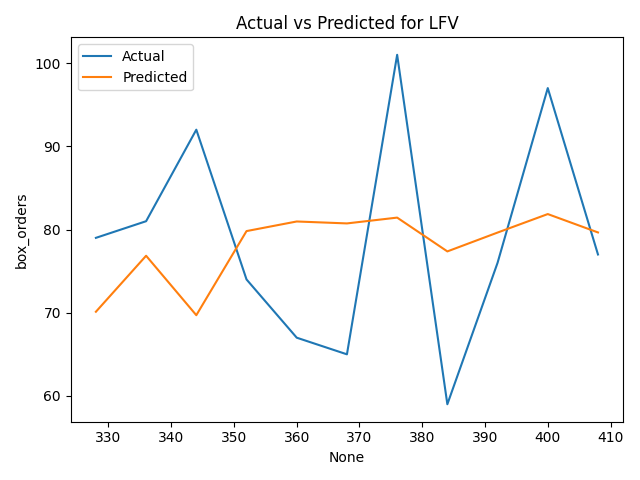 Actual vs Predicted for LFV
Actual
Predicted
100
90
80
70
60
box_orders
330 340 350 360 370 380 390 400 410
None